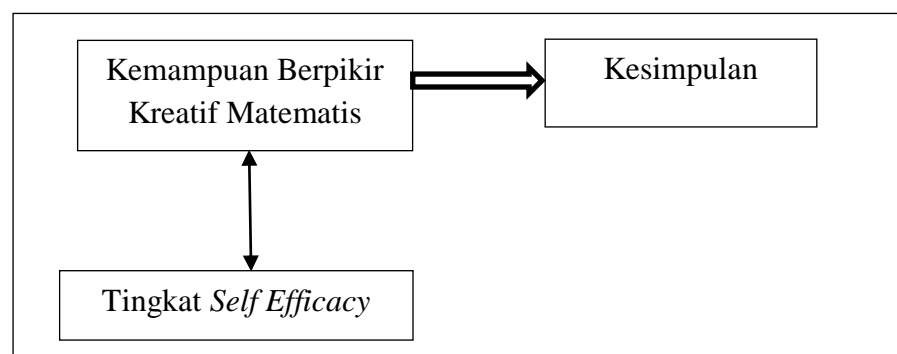 Kemampuan Berpikir
Kreatif Matematis
Kesimpulan
Tingkat Self Efficacy